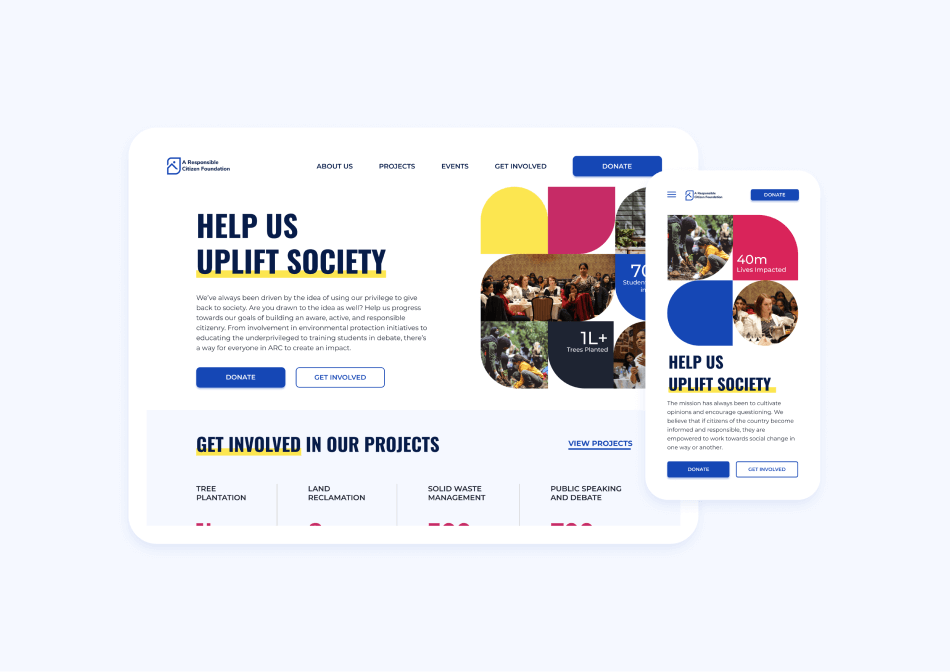 A Responsible
Citizen Foundation
ABOUT US
PROJECTS
EVENTS
GET INVOLVED
DONATE
HELP US
UPLIFT SOCIETY
We've always been driven by the idea of using our privilege to give
back to society. Are you drawn to the idea as well? Help us progress
towards our goals of building an aware, active, and responsible
citizenry. From involvement in environmental protection initiatives to
educating the underprivileged to training students in debate, there's
a way for everyone in ARC to create an impact.
DONATE
GET INVOLVED
1L+
Trees Planted
GET INVOLVED IN OUR PROJECTS
VIEW PROJECTS
TREE
PLANTATION
LAND
RECLAMATION
SOLID WASTE
MANAGEMENT
PUBLIC SPEAKING
AND DEBATE
A Responsible
Citizen Foundation
DONATE
40m
Lives Impacted
HELP US
UPLIFT SOCIETY
The mission has always been to cultivate
opinions and encourage questioning. We
believe that if citizens of the country become
informed and responsible, they are
empowered to work towards social change in
one way or another.
DONATE
GET INVOLVED